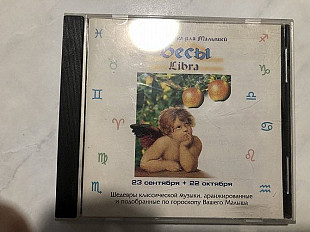 для Малышей
Весы
Libra
23 сентября + 22 октября
Шедевры классической музыки, аранжированные
и подобранные по гороскопу Вашего Малыша